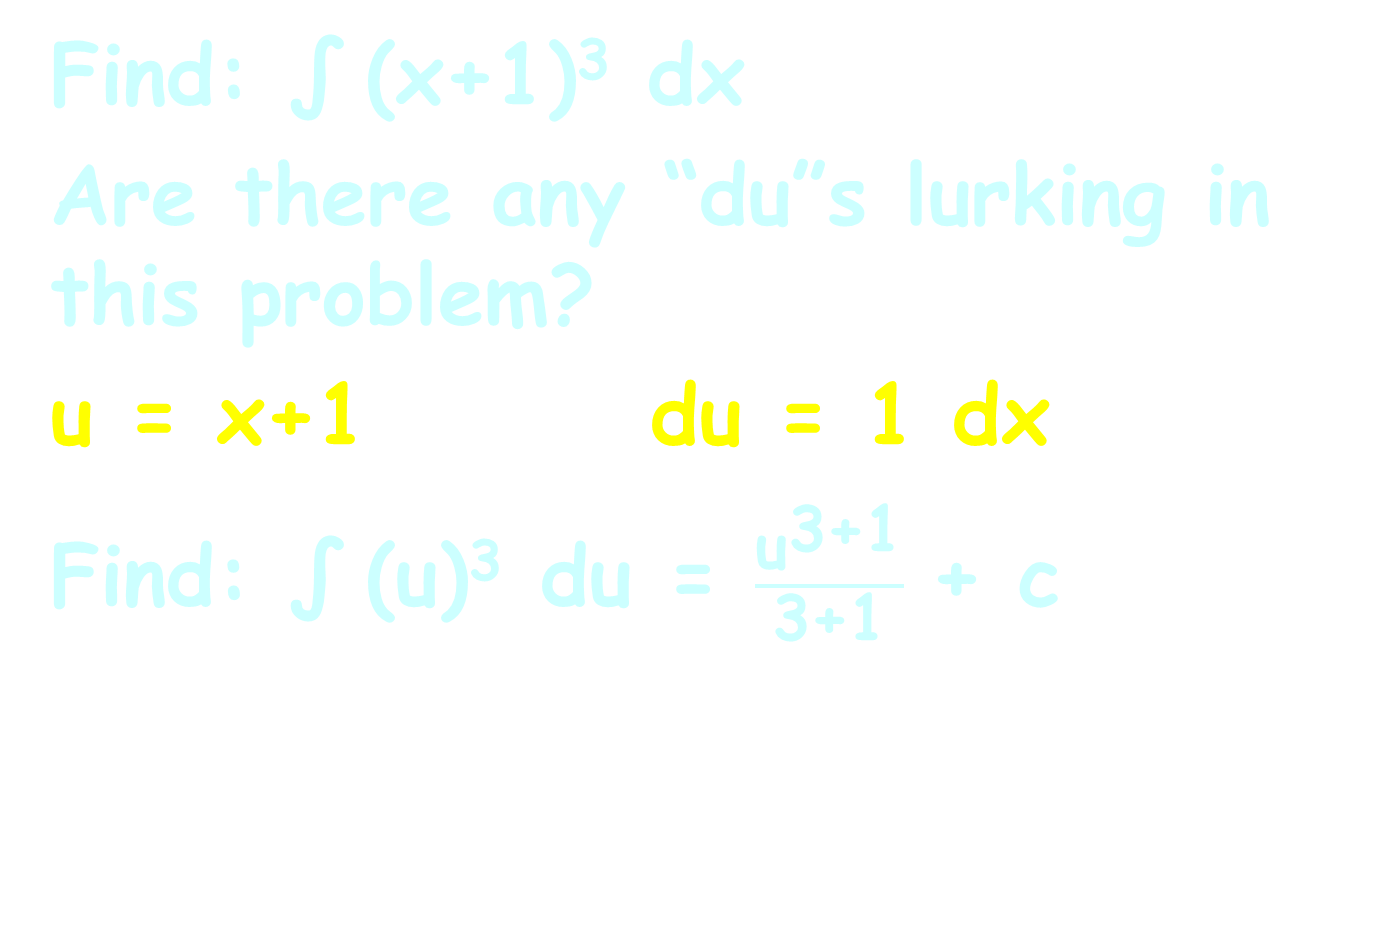 Find: ∫(x+1)³ dx
Are there any “du”s lurking in
this problem?
u = x+1 du = 1 dx
Find: ∫(u)³ du = u³⁺¹/3+1 + c